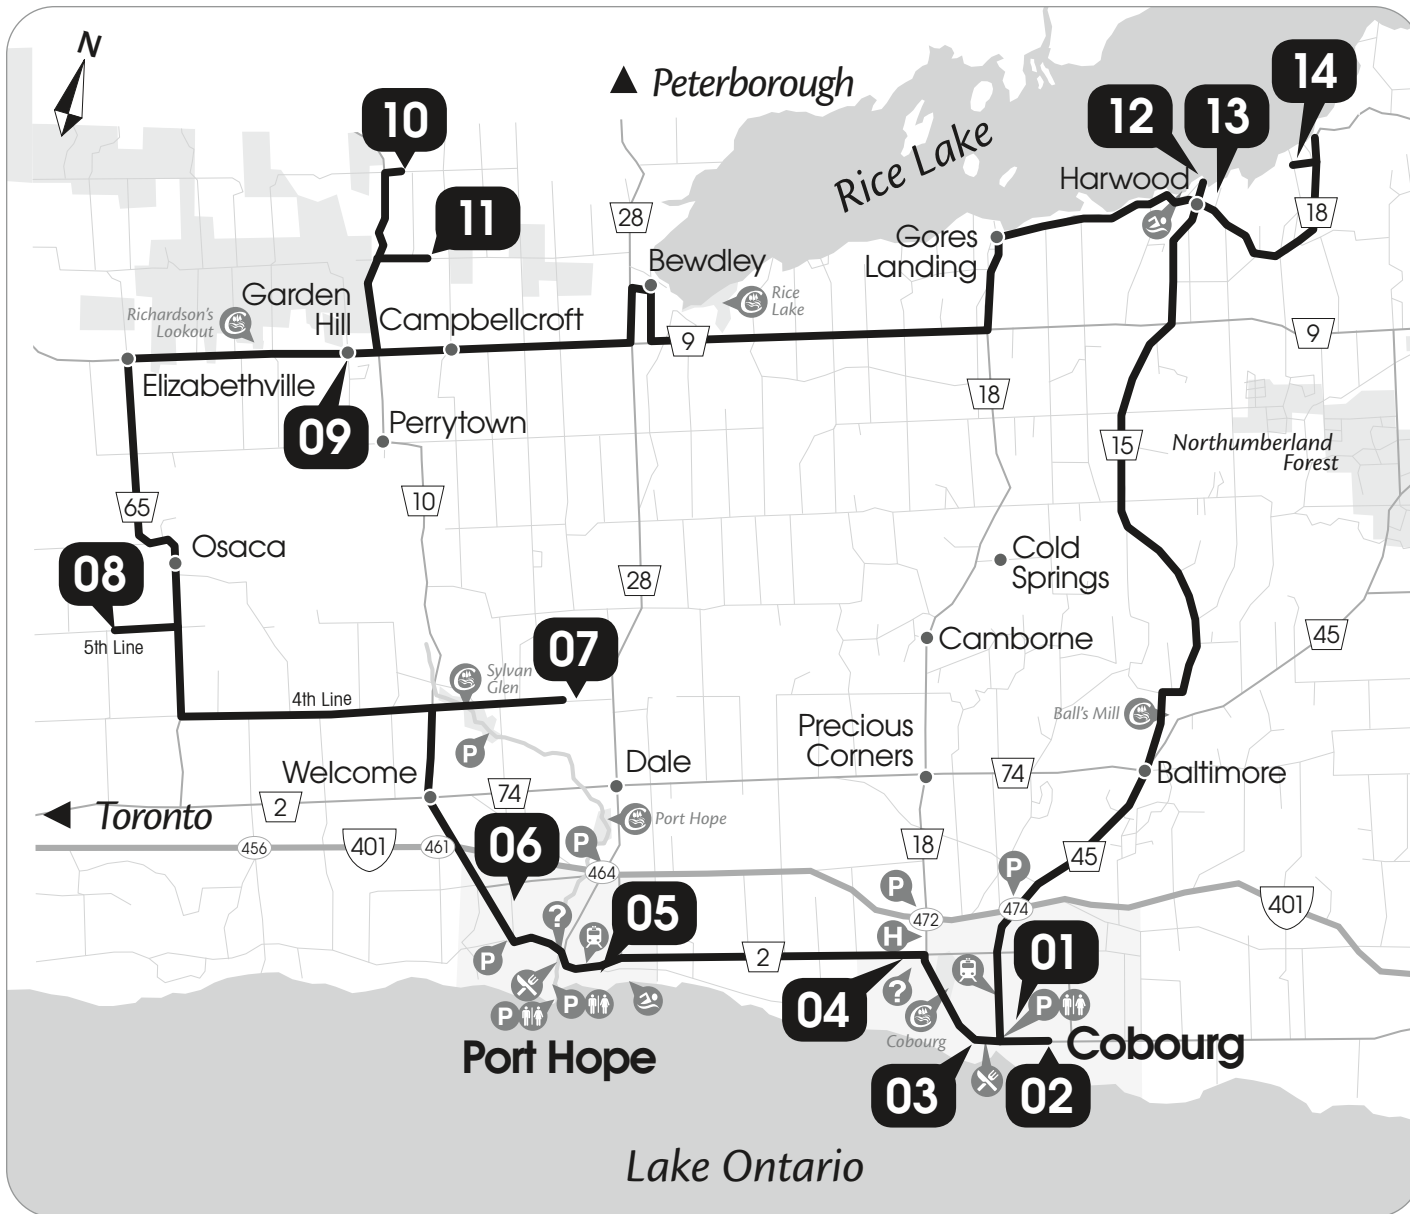 N
Peterborough
10
11
12
13
14
Rice Lake
Harwood
28
18
Gores
Landing
Bewdley
Rice
Lake
Garden
Hill
Richardson's
Lookout
Campbellcroft
9
9
Elizabethville
09
Perrytown
18
15
Northumberland
Forest
65
10
Osaca
08
28
Cold
Springs
5th Line
07
Camborne
45
Sylvan
Glen
4th Line
Ball's Mill
P
Precious
Corners
Welcome
Dale
74
74
Baltimore
Toronto
2
Port Hope
06
P
18
45
456
401
461
464
P
P
472
474
401
?
05
H
01
P
2
04
?
P
P
P
Cobourg
Port Hope
Cobourg
03
02
Lake Ontario